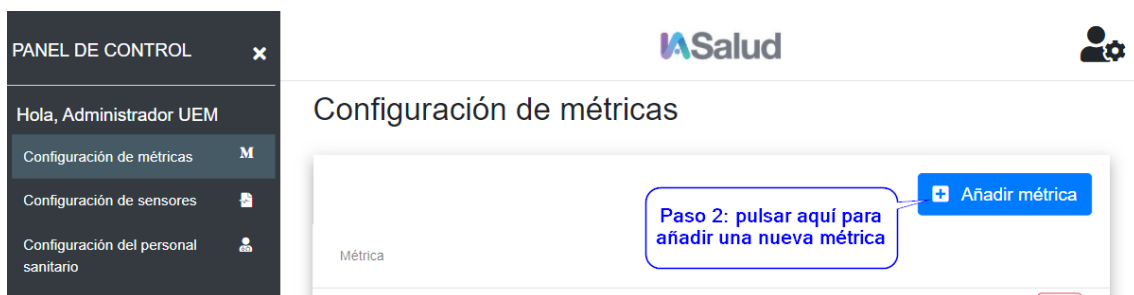 PANEL DE CONTROL
IASalud
Hola, Administrador UEM
Configuración de métricas
M
Configuración de sensores
Configuración del personal
sanitario
Configuración de métricas
Añadir métrica
Paso 2: pulsar aquí para
añadir una nueva métrica
Métrica